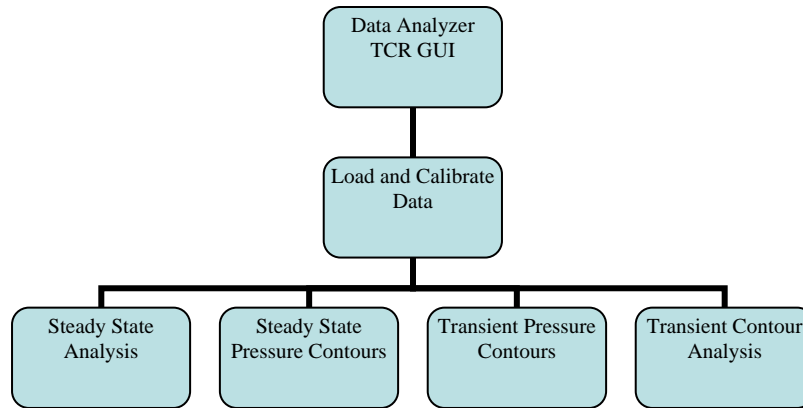 Data Analyzer
TCR GUI
Load and Calibrate
Data
Steady State
Analysis
Steady State
Pressure Contours
Transient Pressure
Contours
Transient Contour
Analysis